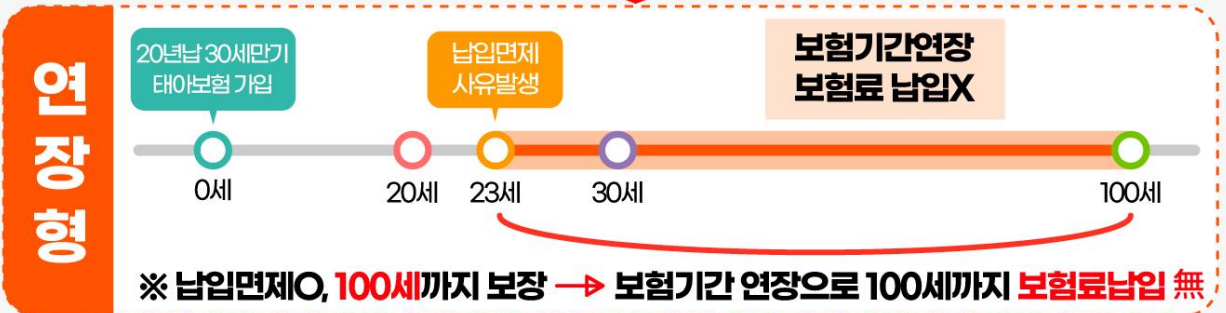 연장형
20년납 30세만기
태아보험 가입
납입면제
사유발생
보험기간연장
보험료 납입X
0세
20세
23세
30세
100세
※ 납입면제O, 100세까지 보장 → 보험기간 연장으로 100세까지 보험료납입 無